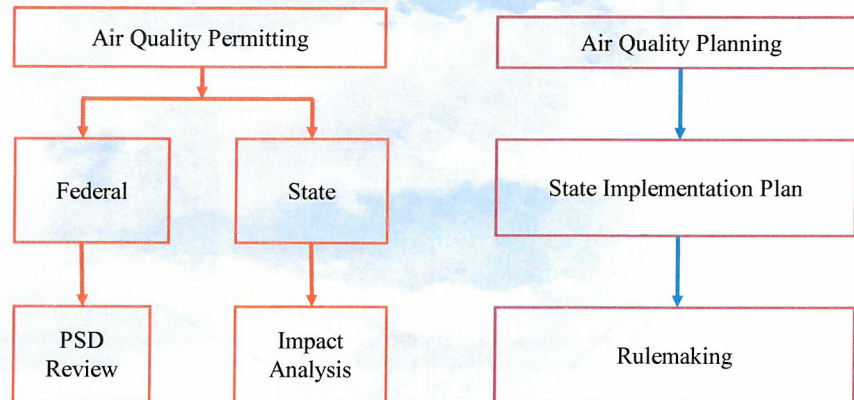 Air Quality Permitting
Air Quality Planning
Federal
State
State Implementation Plan
PSD
Review
Impact
Analysis
Rulemaking